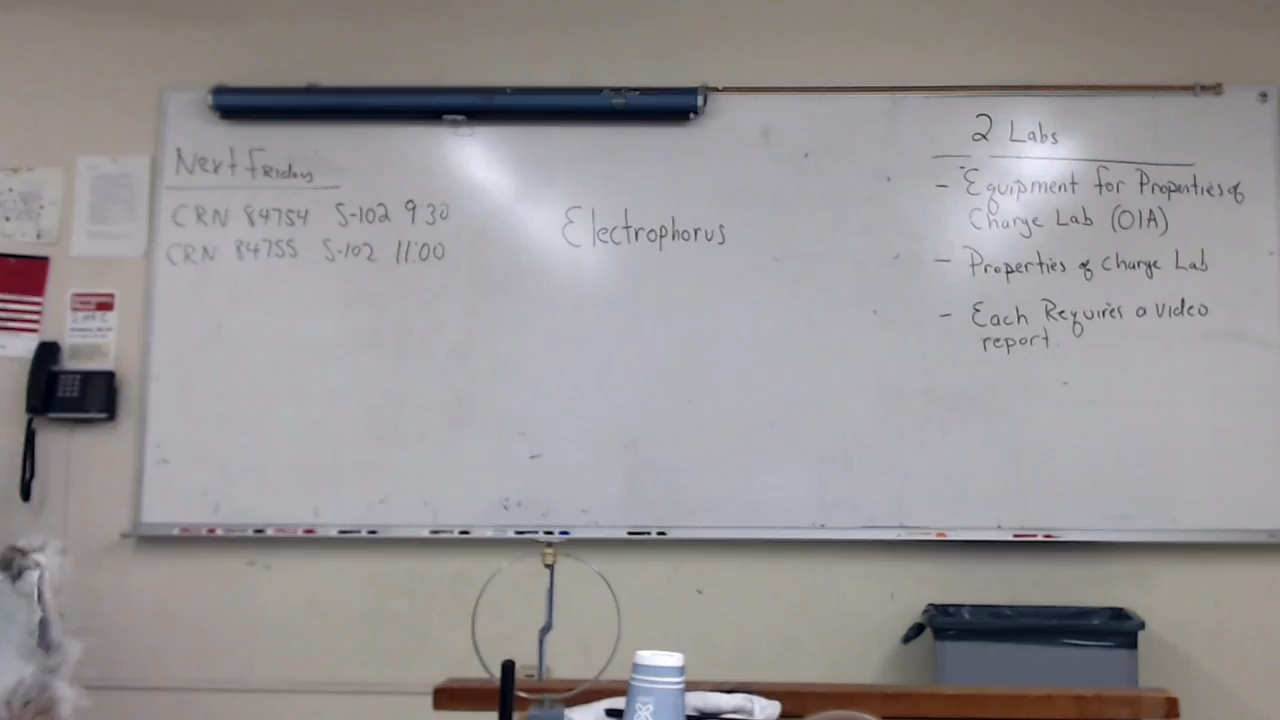 Next Friday
CRN 84754 S-102 9:30
CRN 84755 S-102 11:00
Electrophorus
2 Labs
- Equipment for Properties of
Charge Lab (01A)
- Properties of Charge Lab
- Each Requires a video
report.